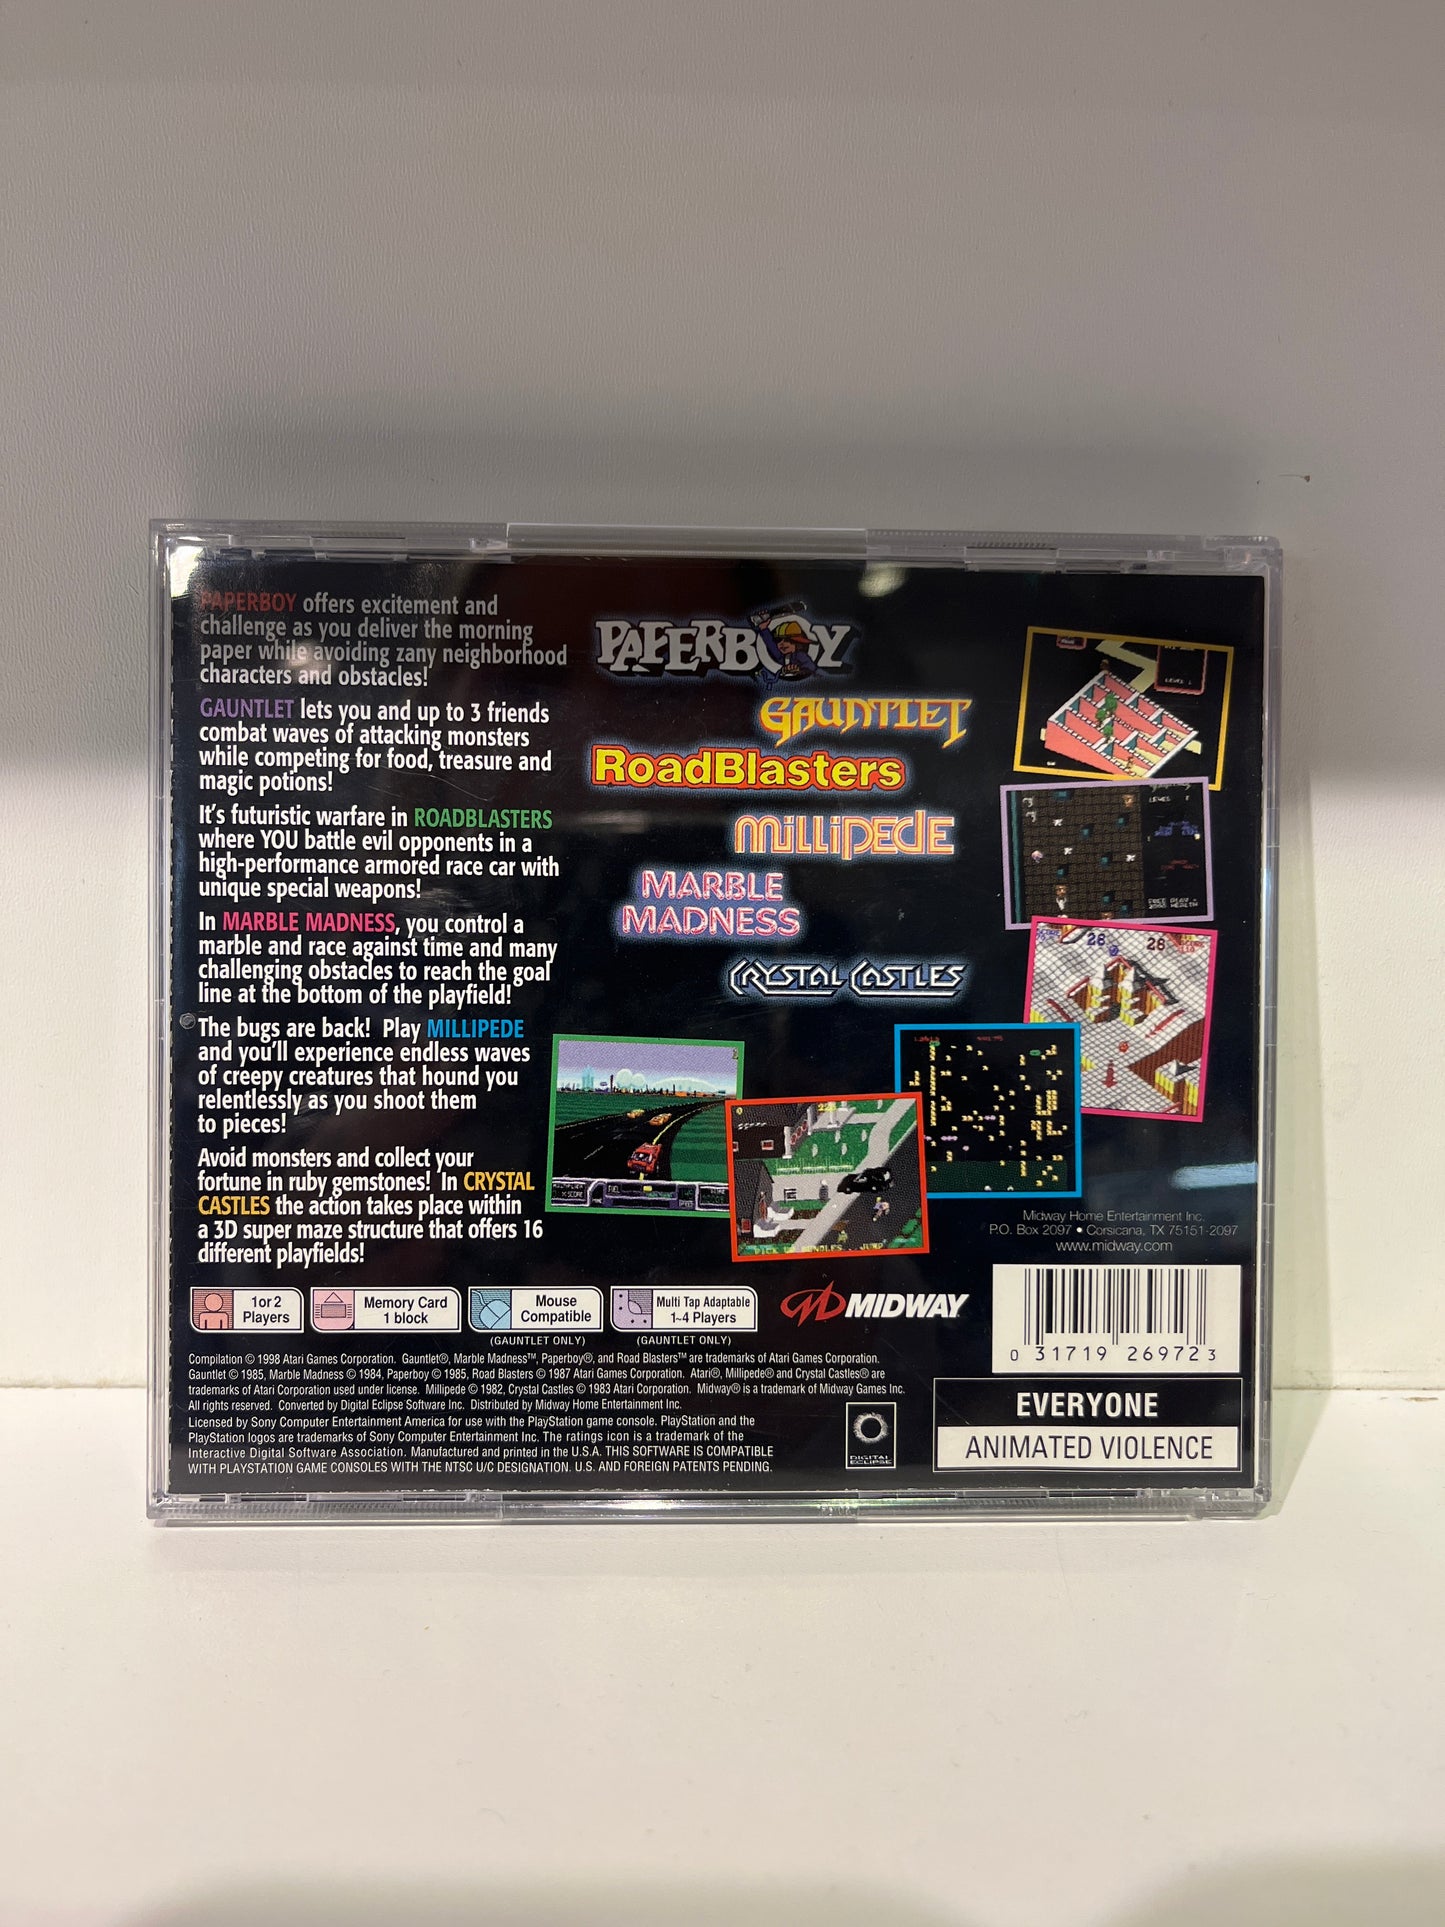 PAPERBOY offers excitement and
challenge as you deliver the morning
paper while avoiding zany neighborhood
characters and obstacles!
GAUNTLET lets you and up to 3 friends
combat waves of attacking monsters
while competing for food, treasure and
magic potions!
It's futuristic warfare in ROADBLASTERS
where YOU battle evil opponents in a
high-performance armored race car with
unique special weapons!
In MARBLE MADNESS, you control a
marble and race against time and many
challenging obstacles to reach the goal
line at the bottom of the playfield!
The bugs are back! Play MILLIPEDE
and you'll experience endless waves
of creepy creatures that hound you
relentlessly as you shoot them
to pieces!
Avoid monsters and collect your
fortune in ruby gemstones! In CRYSTAL
CASTLES the action takes place within
a 3D super maze structure that offers 16
different playfields!
PAPERBOY
GAUNTLET
RoadBlasters
MILLIPEDE
MARBLE
MADNESS
CRYSTAL CASTLES
LEVEL 1
LEVEL
28 28
Midway Home Entertainment Inc.
P.O. Box 2097 • Corsicana, TX 75151-2097
www.midway.com
1 or 2
Players
Memory Card
1 block
Mouse
Compatible
(GAUNTLET ONLY)
Multi Tap Adaptable
1~4 Players
(GAUNTLET ONLY)
MIDWAY
0 31719 26972 3
Compilation © 1998 Atari Games Corporation. Gauntlet®, Marble Madness™, Paperboy®, and Road Blasters™ are trademarks of Atari Games Corporation.
Gauntlet © 1985, Marble Madness © 1984, Paperboy © 1985, Road Blasters © 1987 Atari Games Corporation. Atari®, Millipede® and Crystal Castles® are
trademarks of Atari Corporation used under license. Millipede © 1982, Crystal Castles © 1983 Atari Corporation. Midway® is a trademark of Midway Games Inc.
All rights reserved. Converted by Digital Eclipse Software Inc. Distributed by Midway Home Entertainment Inc.
Licensed by Sony Computer Entertainment America for use with the PlayStation game console. PlayStation and the
PlayStation logos are trademarks of Sony Computer Entertainment Inc. The ratings icon is a trademark of the
Interactive Digital Software Association. Manufactured and printed in the U.S.A. THIS SOFTWARE IS COMPATIBLE
WITH PLAYSTATION GAME CONSOLES WITH THE NTSC U/C DESIGNATION. U.S. AND FOREIGN PATENTS PENDING.
DIGITAL
ECLIPSE
EVERYONE
ANIMATED VIOLENCE